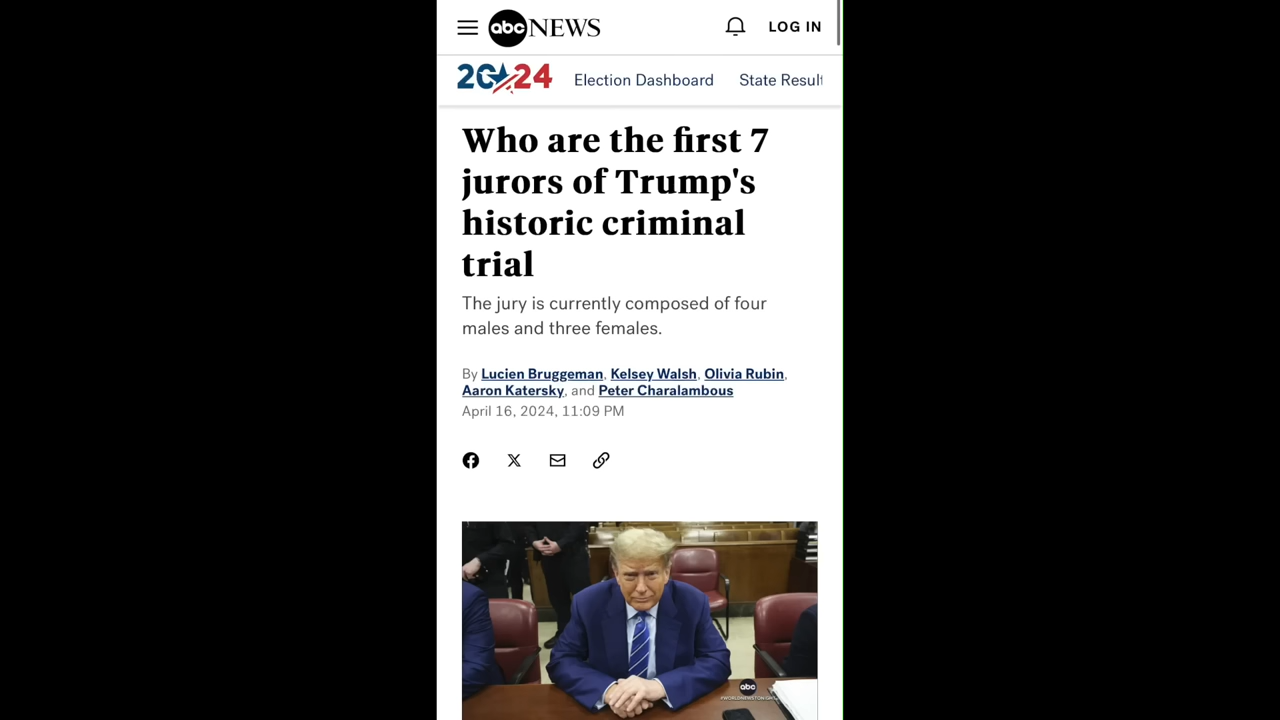 abc NEWS
LOG IN
2024
Election Dashboard
State Result
Who are the first 7
jurors of Trump's
historic criminal
trial
The jury is currently composed of four
males and three females.
By Lucien Bruggeman, Kelsey Walsh, Olivia Rubin,
Aaron Katersky, and Peter Charalambous
April 16, 2024, 11:09 PM
abc
#WORLDNEWSTONIGHT